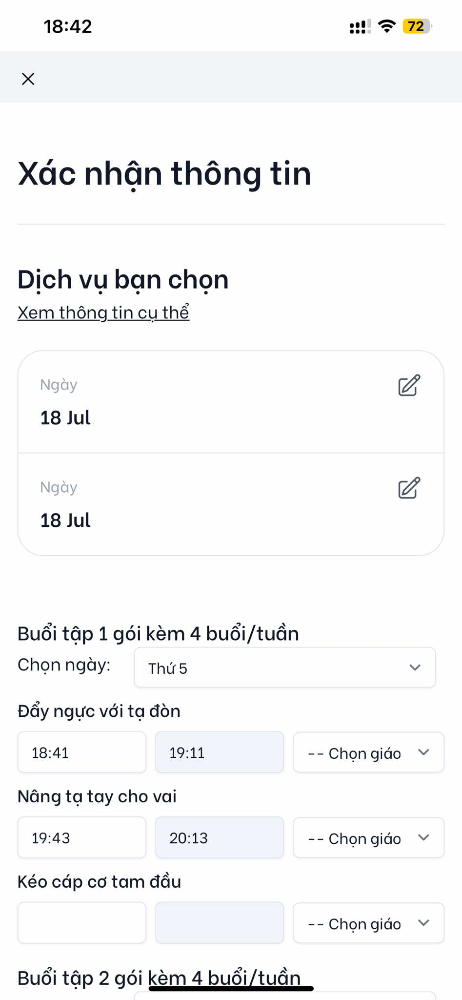 18:42
72
Xác nhận thông tin
Dịch vụ bạn chọn
Xem thông tin cụ thể
Ngày
18 Jul
Ngày
18 Jul
Buổi tập 1 gói kèm 4 buổi/tuần
Chọn ngày: Thứ 5
Đẩy ngực với tạ đòn
18:41 19:11 -- Chọn giáo
Nâng tạ tay cho vai
19:43 20:13 -- Chọn giáo
Kéo cáp cơ tam đầu
-- Chọn giáo
Buổi tập 2 gói kèm 4 buổi/tuần